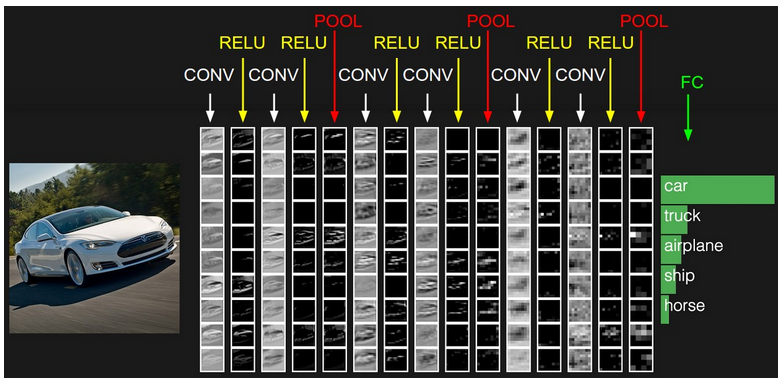 POOL POOL POOL
RELU RELU RELU RELU RELU RELU
CONV CONV CONV CONV CONV CONV
FC
car
truck
airplane
ship
horse